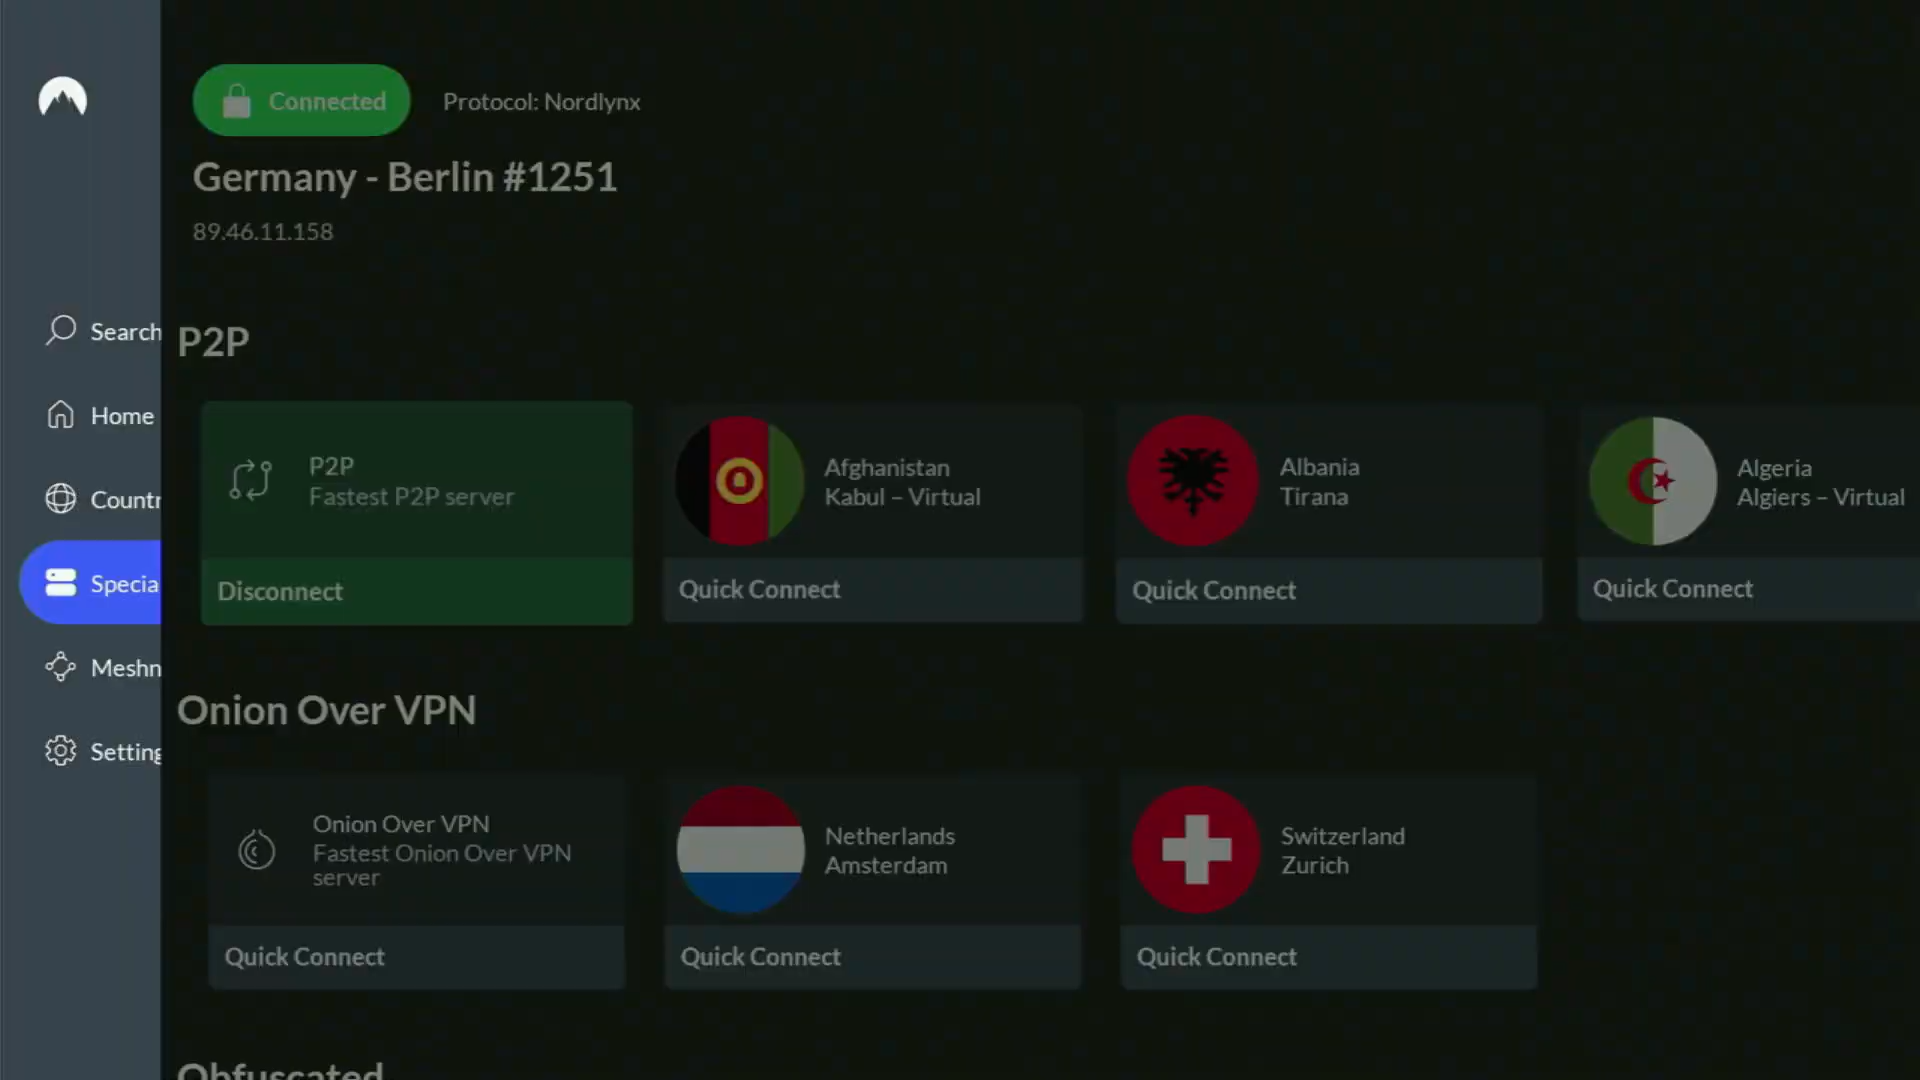 Connected
Protocol: Nordlynx
Germany - Berlin #1251
89.46.11.158
Search
Home
Countr
Specia
Meshn
Setting
P2P
P2P
Fastest P2P server
Disconnect
Afghanistan
Kabul – Virtual
Quick Connect
Albania
Tirana
Quick Connect
Algeria
Algiers – Virtual
Quick Connect
Onion Over VPN
Onion Over VPN
Fastest Onion Over VPN
server
Quick Connect
Netherlands
Amsterdam
Quick Connect
Switzerland
Zurich
Quick Connect
Obfuscated